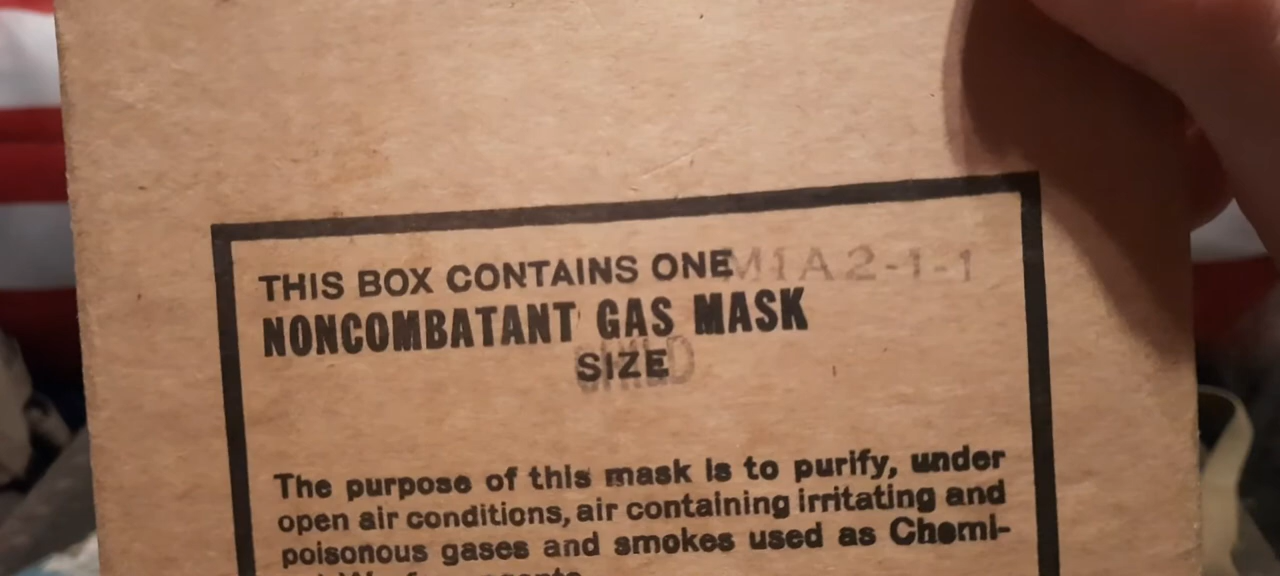 THIS BOX CONTAINS ONE M1A2-1-1
NONCOMBATANT GAS MASK
SIZE
CHILD
The purpose of this mask is to purify, under
open air conditions, air containing irritating and
poisonous gases and smokes used as Chemi-